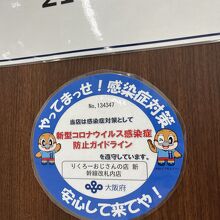 21
やってまっせ!感染症対策
No.134347
当店は感染症対策として
新型コロナウイルス感染症
防止ガイドライン
を遵守しています。
りくろーおじさんの店 新
幹線改札内店
大阪府
安心して来てや!